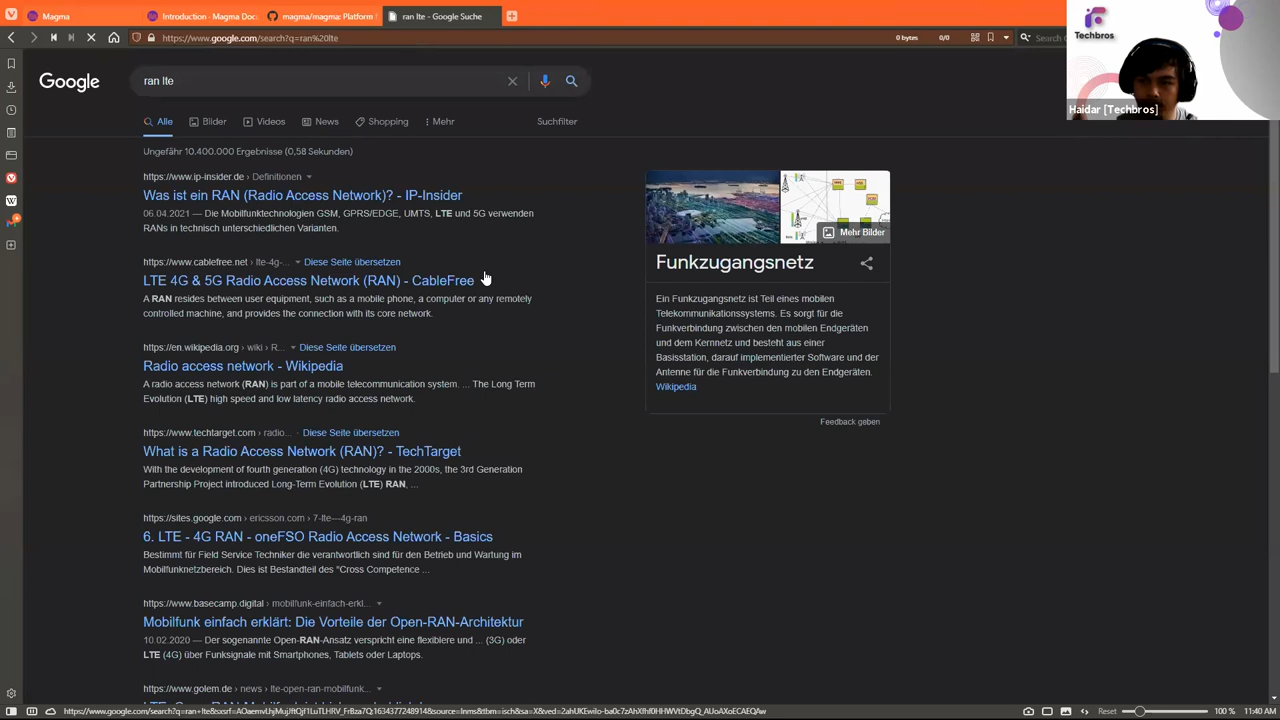 Magma
Introduction · Magma Doc
magma/magma: Platform
ran lte - Google Suche
https://www.google.com/search?q=ran%20lte
0 bytes
0/0
Search
Techbros
Haidar [Techbros]
Google
ran lte
Alle
Bilder
Videos
News
Shopping
Mehr
Suchfilter
Ungefähr 10.400.000 Ergebnisse (0,58 Sekunden)
https://www.ip-insider.de › Definitionen
Was ist ein RAN (Radio Access Network)? - IP-Insider
06.04.2021 — Die Mobilfunktechnologien GSM, GPRS/EDGE, UMTS, LTE und 5G verwenden
RANs in technisch unterschiedlichen Varianten.
https://www.cablefree.net › lte-4g-... Diese Seite übersetzen
LTE 4G & 5G Radio Access Network (RAN) - CableFree
A RAN resides between user equipment, such as a mobile phone, a computer or any remotely
controlled machine, and provides the connection with its core network.
https://en.wikipedia.org › wiki › R... Diese Seite übersetzen
Radio access network - Wikipedia
A radio access network (RAN) is part of a mobile telecommunication system. ... The Long Term
Evolution (LTE) high speed and low latency radio access network.
https://www.techtarget.com › radio... Diese Seite übersetzen
What is a Radio Access Network (RAN)? - TechTarget
With the development of fourth generation (4G) technology in the 2000s, the 3rd Generation
Partnership Project introduced Long-Term Evolution (LTE) RAN, ...
https://sites.google.com › ericsson.com › 7-lte---4g-ran
6. LTE - 4G RAN - oneFSO Radio Access Network - Basics
Bestimmt für Field Service Techniker die verantwortlich sind für den Betrieb und Wartung im
Mobilfunknetzbereich. Dies ist Bestandteil des "Cross Competence ...
https://www.basecamp.digital › mobilfunk-einfach-erkl...
Mobilfunk einfach erklärt: Die Vorteile der Open-RAN-Architektur
10.02.2020 — Der sogenannte Open-RAN-Ansatz verspricht eine flexiblere und ... (3G) oder
LTE (4G) über Funksignale mit Smartphones, Tablets oder Laptops.
https://www.golem.de › news › lte-open-ran-mobilfunk...
Mehr Bilder
Funkzugangsnetz
Ein Funkzugangsnetz ist Teil eines mobilen
Telekommunikationssystems. Es sorgt für die
Funkverbindung zwischen den mobilen Endgeräten
und dem Kernnetz und besteht aus einer
Basisstation, darauf implementierter Software und der
Antenne für die Funkverbindung zu den Endgeräten.
Wikipedia
Feedback geben
Reset
100 %
11:40 AM